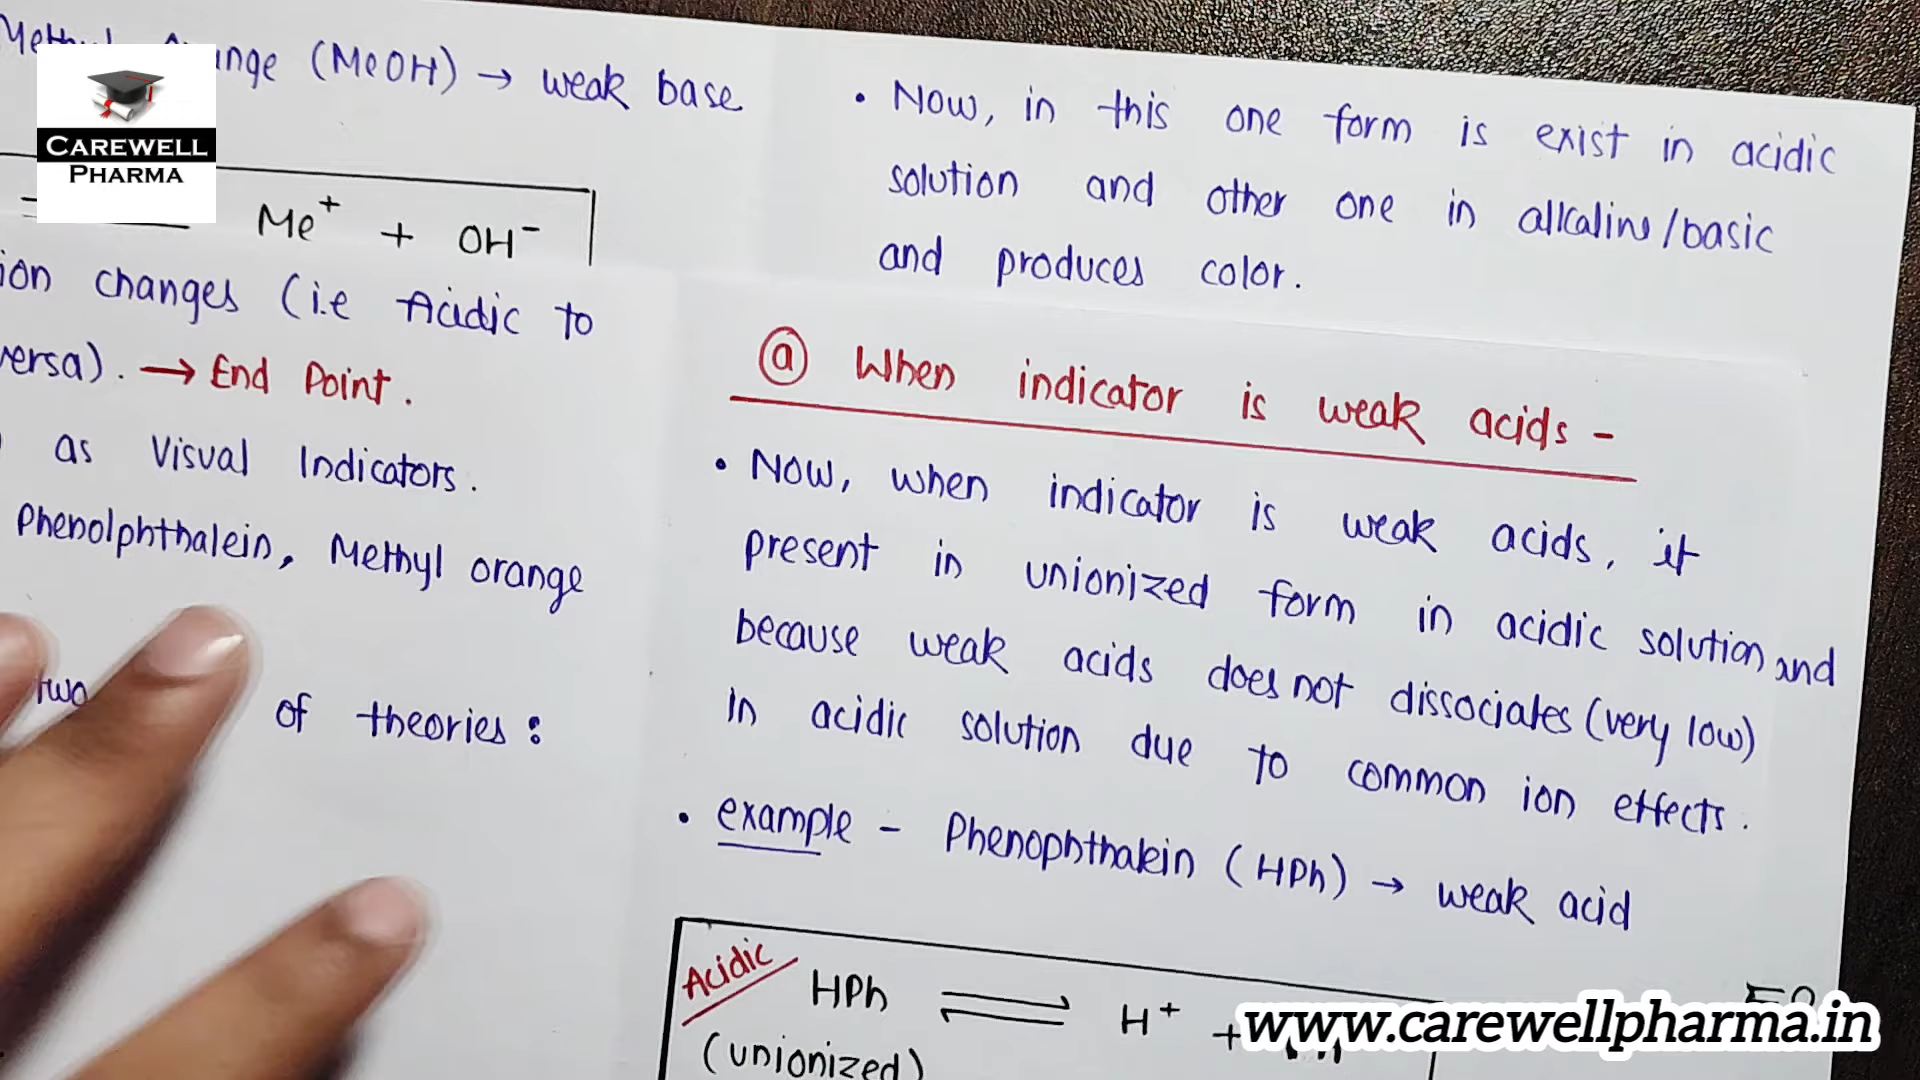 (MeOH) → weak base
CAREWELL
PHARMA
Me⁺ + OH⁻
ion changes (i.e Acidic to
versa). → End Point.
as Visual Indicators.
Phenolphthalein, Methyl orange
of theories:
• Now, in this one form is exist in acidic
solution and other one in alkaline/basic
and produces color.
ⓐ When indicator is weak acids -
• Now, when indicator is weak acids, it
present in unionized form in acidic solution and
because weak acids does not dissociates (very low)
in acidic solution due to common ion effects.
• example - Phenophthalein (HPh) → weak acid
Acidic HPh ⇌ H⁺ +
(unionized)
www.carewellpharma.in